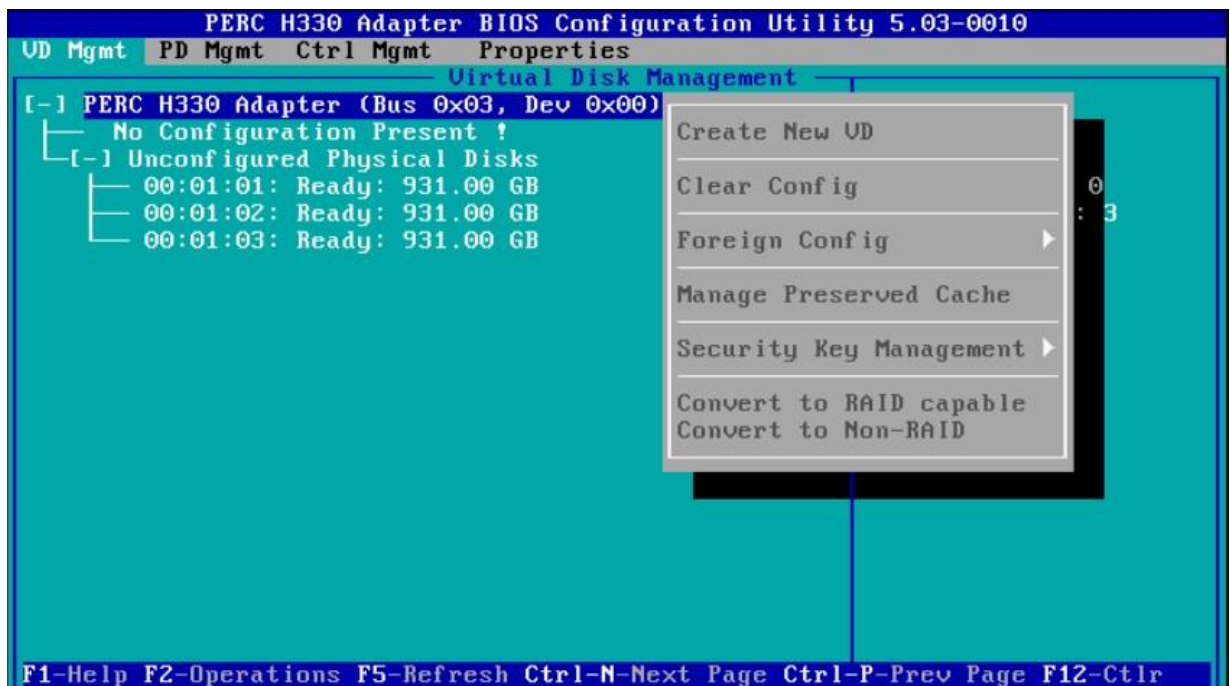 PERC H330 Adapter BIOS Configuration Utility 5.03-0010
VD Mgmt PD Mgmt Ctrl Mgmt Properties
Virtual Disk Management
[-] PERC H330 Adapter (Bus 0x03, Dev 0x00)
No Configuration Present !
[-] Unconfigured Physical Disks
00:01:01: Ready: 931.00 GB
00:01:02: Ready: 931.00 GB
00:01:03: Ready: 931.00 GB
Create New VD
Clear Config
Foreign Config
Manage Preserved Cache
Security Key Management
Convert to RAID capable
Convert to Non-RAID
0
: 3
F1-Help F2-Operations F5-Refresh Ctrl-N-Next Page Ctrl-P-Prev Page F12-Ctlr